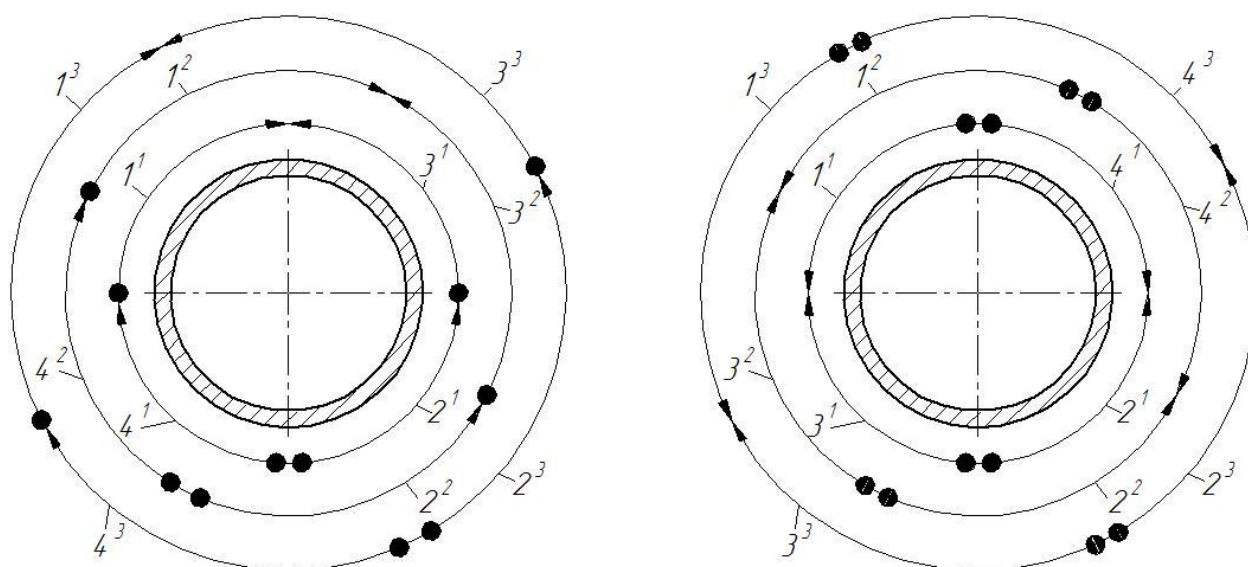 1³ 1² 3³
1¹ 3¹ 3²
4² 4¹ 2¹
4³ 2² 2³
1³ 1² 4³
1¹ 4¹ 4²
3² 3¹ 2¹
3³ 2² 2³